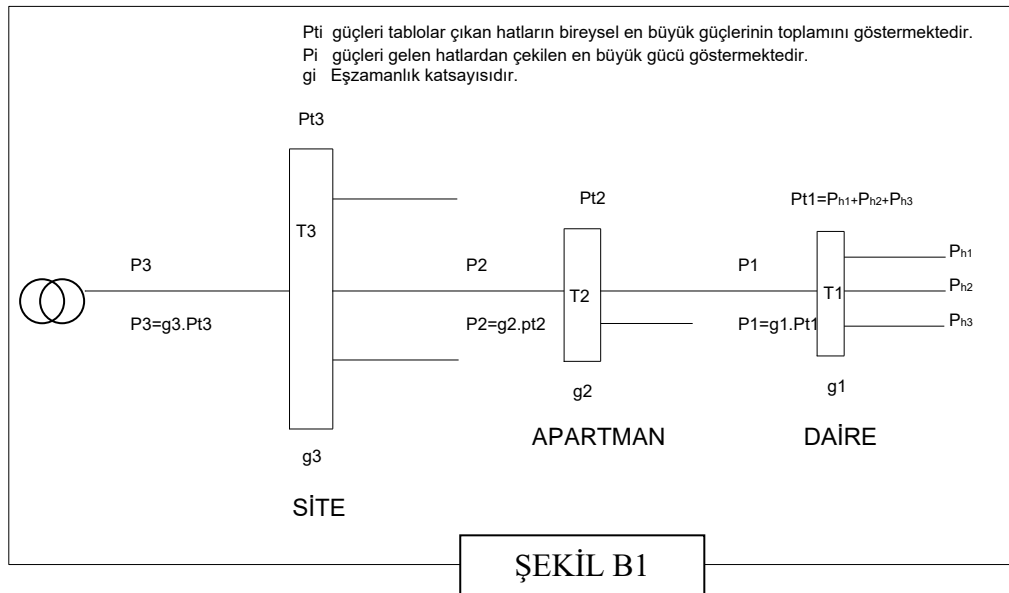 Pti güçleri tablolar çıkan hatların bireysel en büyük güçlerinin toplamını göstermektedir.
Pi güçleri gelen hatlardan çekilen en büyük gücü göstermektedir.
gi Eşzamanlık katsayısıdır.
Pt3
Pt2
Pt1=Ph1+Ph2+Ph3
T3
P3
P2
P1
Ph1
T2
T1
Ph2
P3=g3.Pt3
P2=g2.pt2
P1=g1.Pt1
Ph3
g2
g1
APARTMAN
DAİRE
g3
SİTE
ŞEKİL B1